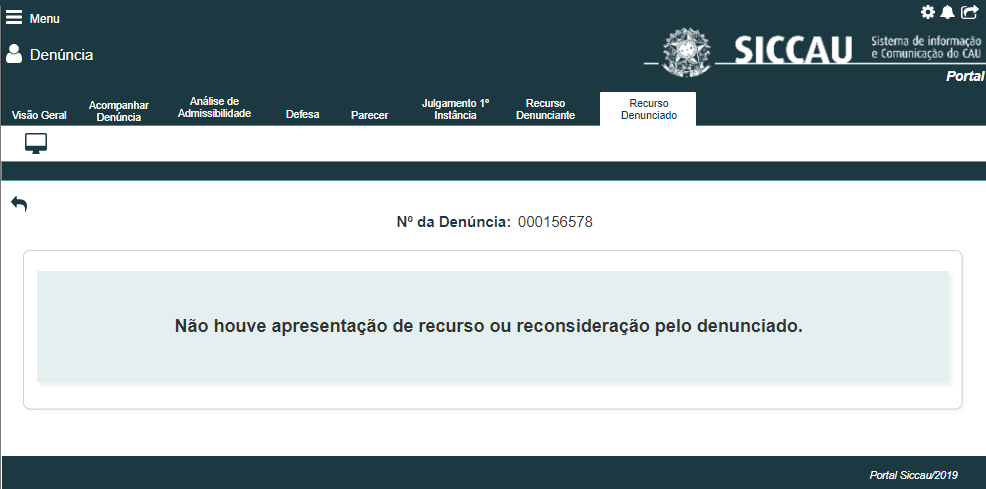 Menu
Denúncia
SICCAU
Sistema de informação
e Comunicação do CAU
Portal
Visão Geral
Acompanhar
Denúncia
Análise de
Admissibilidade
Defesa
Parecer
Julgamento 1º
Instância
Recurso
Denunciante
Recurso
Denunciado
Nº da Denúncia: 000156578
Não houve apresentação de recurso ou reconsideração pelo denunciado.
Portal Siccau/2019